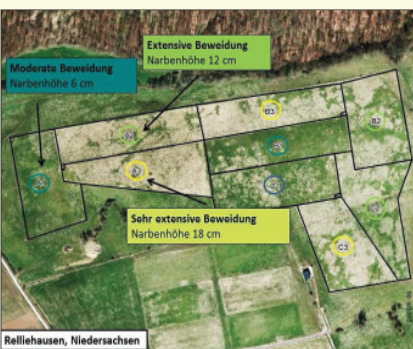 Extensive Beweidung
Narbenhöhe 12 cm
Moderate Beweidung
Narbenhöhe 6 cm
B3
B2
Sehr extensive Beweidung
Narbenhöhe 18 cm
C3
Relliehausen, Niedersachsen